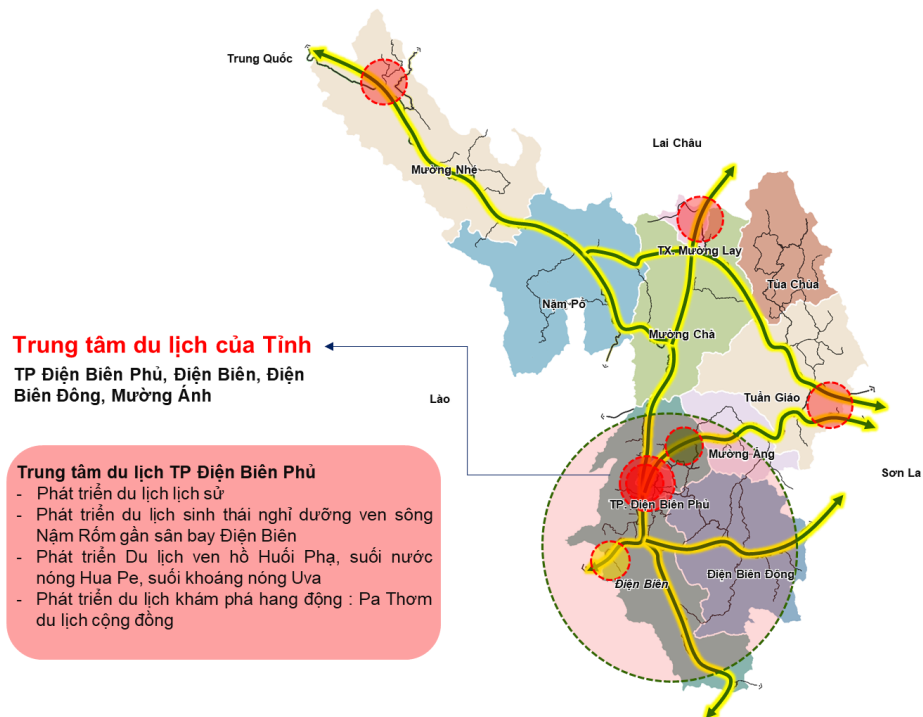 Trung Quốc
Lai Châu
Mường Nhé
TX. Mường Lay
Tủa Chùa
Nậm Pồ
Mường Chà
Trung tâm du lịch của Tỉnh
TP Điện Biên Phủ, Điện Biên, Điện
Biên Đông, Mường Ánh
Lào
Tuần Giáo
Mường Ảng
Sơn La
Trung tâm du lịch TP Điện Biên Phủ
- Phát triển du lịch lịch sử
- Phát triển du lịch sinh thái nghỉ dưỡng ven sông
Nậm Rốm gần sân bay Điện Biên
- Phát triển Du lịch ven hồ Huối Phạ, suối nước
nóng Hua Pe, suối khoáng nóng Uva
- Phát triển du lịch khám phá hang động : Pa Thơm
du lịch cộng đồng
TP. Điện Biên Phủ
Điện Biên
Điện Biên Đông